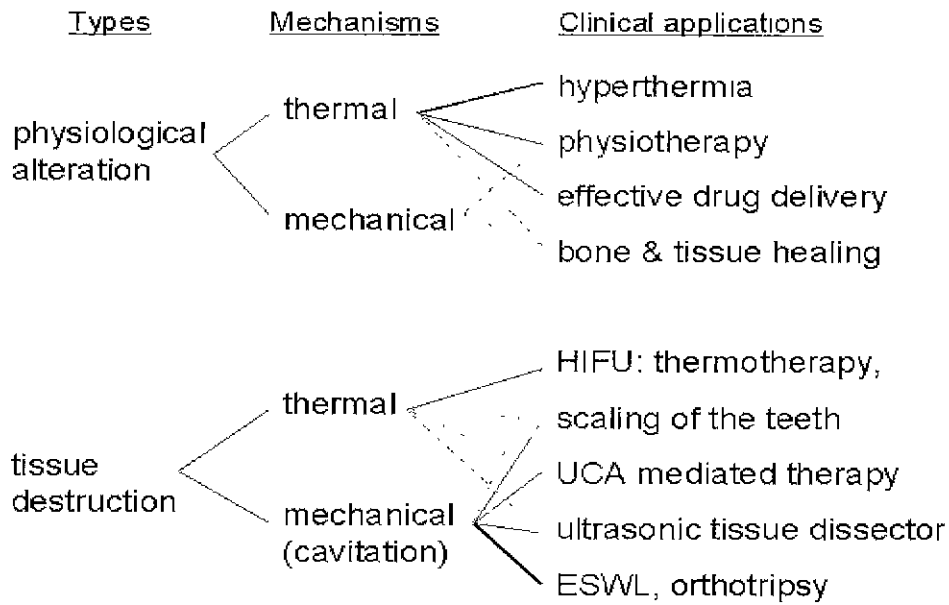 Types Mechanisms Clinical applications
hyperthermia
thermal
physiological
alteration
physiotherapy
effective drug delivery
mechanical
bone & tissue healing
HIFU: thermotherapy,
thermal
scaling of the teeth
tissue
destruction
UCA mediated therapy
mechanical
(cavitation)
ultrasonic tissue dissector
ESWL, orthotripsy